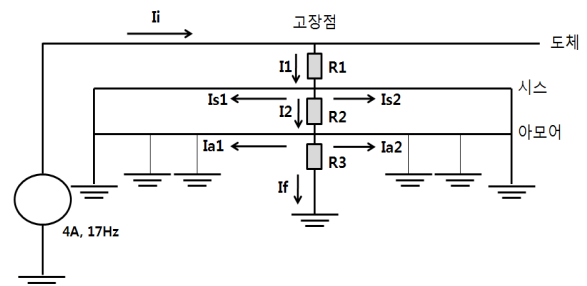 Ii
고장점
도체
I1
R1
시스
Is1
I2
R2
Is2
아모어
Ia1
R3
Ia2
If
4A, 17Hz